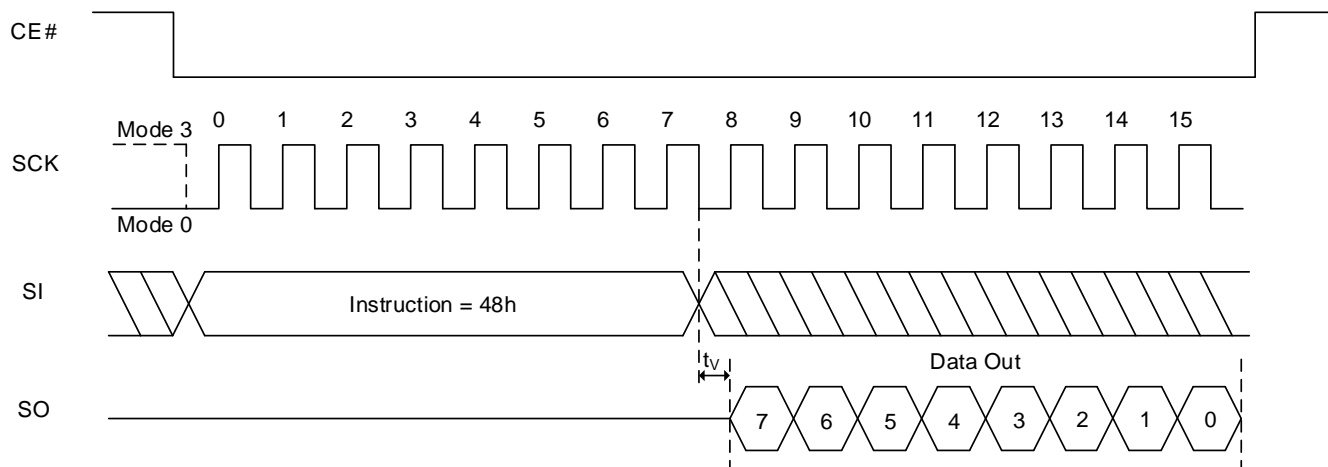 CE#
0 1 2 3 4 5 6 7 8 9 10 11 12 13 14 15
Mode 3
SCK
Mode 0
SI
Instruction = 48h
tV
Data Out
SO
7 6 5 4 3 2 1 0